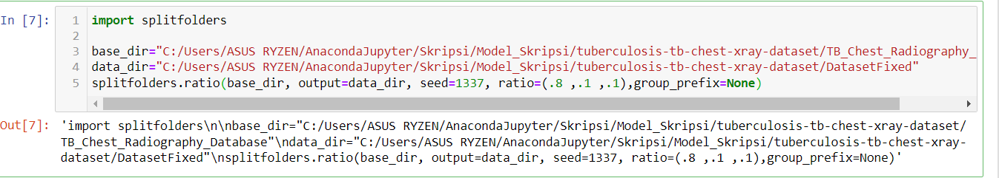 In [7]:
1 import splitfolders
2
3 base_dir="C:/Users/ASUS RYZEN/AnacondaJupyter/Skripsi/Model_Skripsi/tuberculosis-tb-chest-xray-dataset/TB_Chest_Radiography_
4 data_dir="C:/Users/ASUS RYZEN/AnacondaJupyter/Skripsi/Model_Skripsi/tuberculosis-tb-chest-xray-dataset/DatasetFixed"
5 splitfolders.ratio(base_dir, output=data_dir, seed=1337, ratio=(.8 ,.1 ,.1),group_prefix=None)
Out[7]: 'import splitfolders\n\nbase_dir="C:/Users/ASUS RYZEN/AnacondaJupyter/Skripsi/Model_Skripsi/tuberculosis-tb-chest-xray-dataset/
TB_Chest_Radiography_Database"\ndata_dir="C:/Users/ASUS RYZEN/AnacondaJupyter/Skripsi/Model_Skripsi/tuberculosis-tb-chest-xray-
dataset/DatasetFixed"\nsplitfolders.ratio(base_dir, output=data_dir, seed=1337, ratio=(.8 ,.1 ,.1),group_prefix=None)'